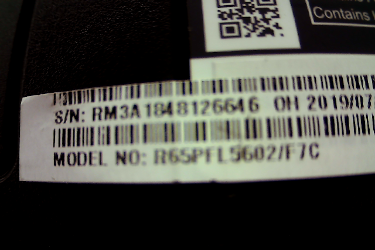 Contains
S/N: RM3A1848126646 OH 2019/07
MODEL NO: R65PFL5602/F7C